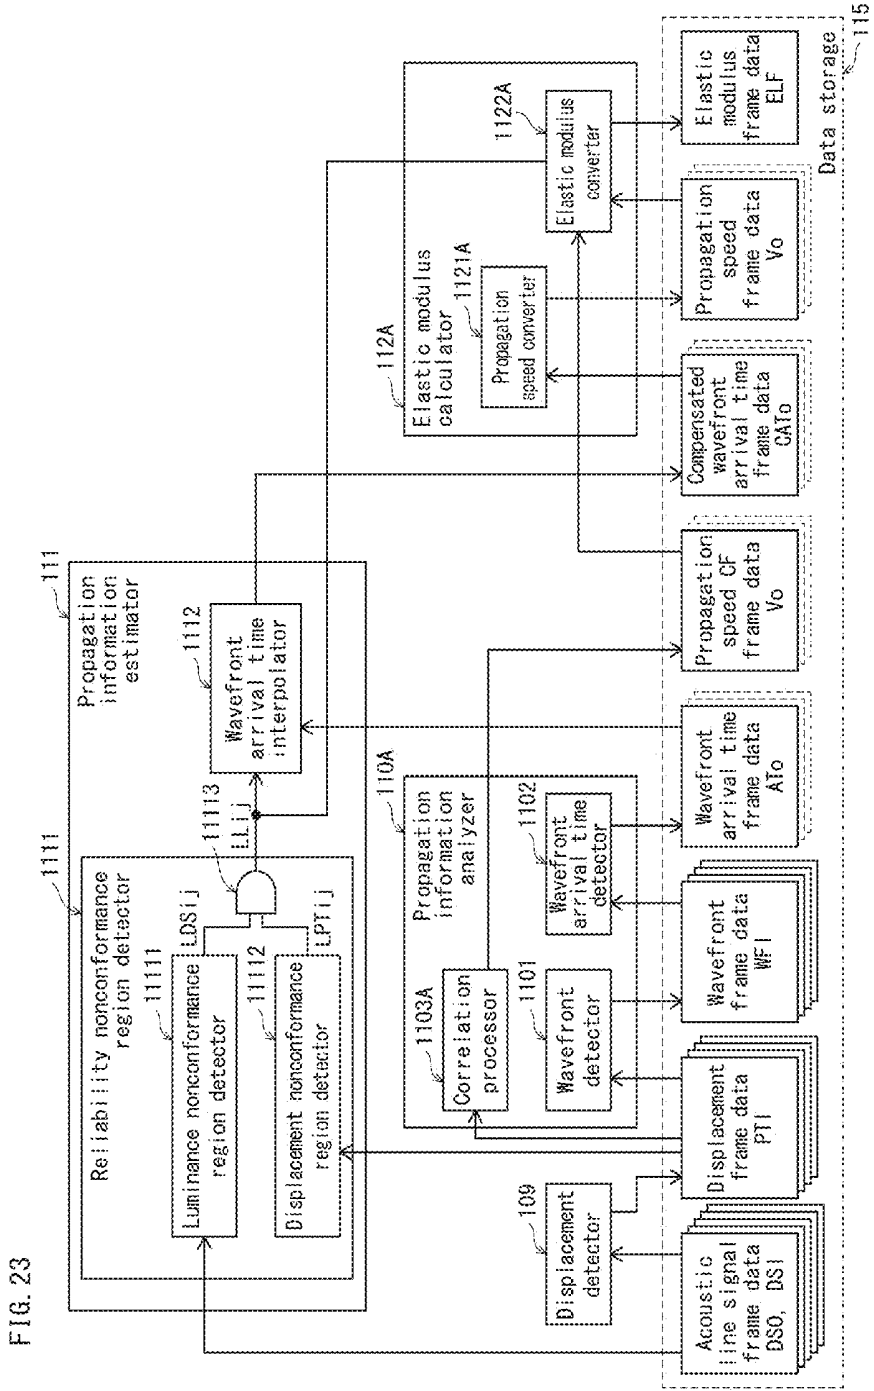 FIG. 23
111
Propagation
information
estimator
1111
Reliability nonconformance
region detector
11111
Luminance nonconformance
region detector
LDSij
11112
Displacement nonconformance
region detector
LPTij
11113
LLij
1112
Wavefront
arrival time
interpolator
109
Displacement
detector
110A
Propagation
information
analyzer
1103A
Correlation
processor
1101
Wavefront
detector
1102
Wavefront
arrival time
detector
112A
Elastic modulus
calculator
1121A
Propagation
speed converter
1122A
Elastic modulus
converter
Acoustic
line signal
frame data
DS0, DSl
Displacement
frame data
PTl
Wavefront
frame data
WFl
Wavefront
arrival time
frame data
ATo
Propagation
speed CF
frame data
Vo
Compensated
wavefront
arrival time
frame data
CATo
Propagation
speed
frame data
Vo
Elastic
modulus
frame data
ELF
Data storage
115